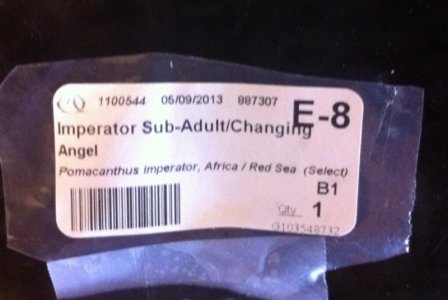 1100544 05/09/2013 887307 E-8
Imperator Sub-Adult/Changing
Angel
Pomacanthus imperator, Africa / Red Sea (Select)
B1
Qty 1
G103548732